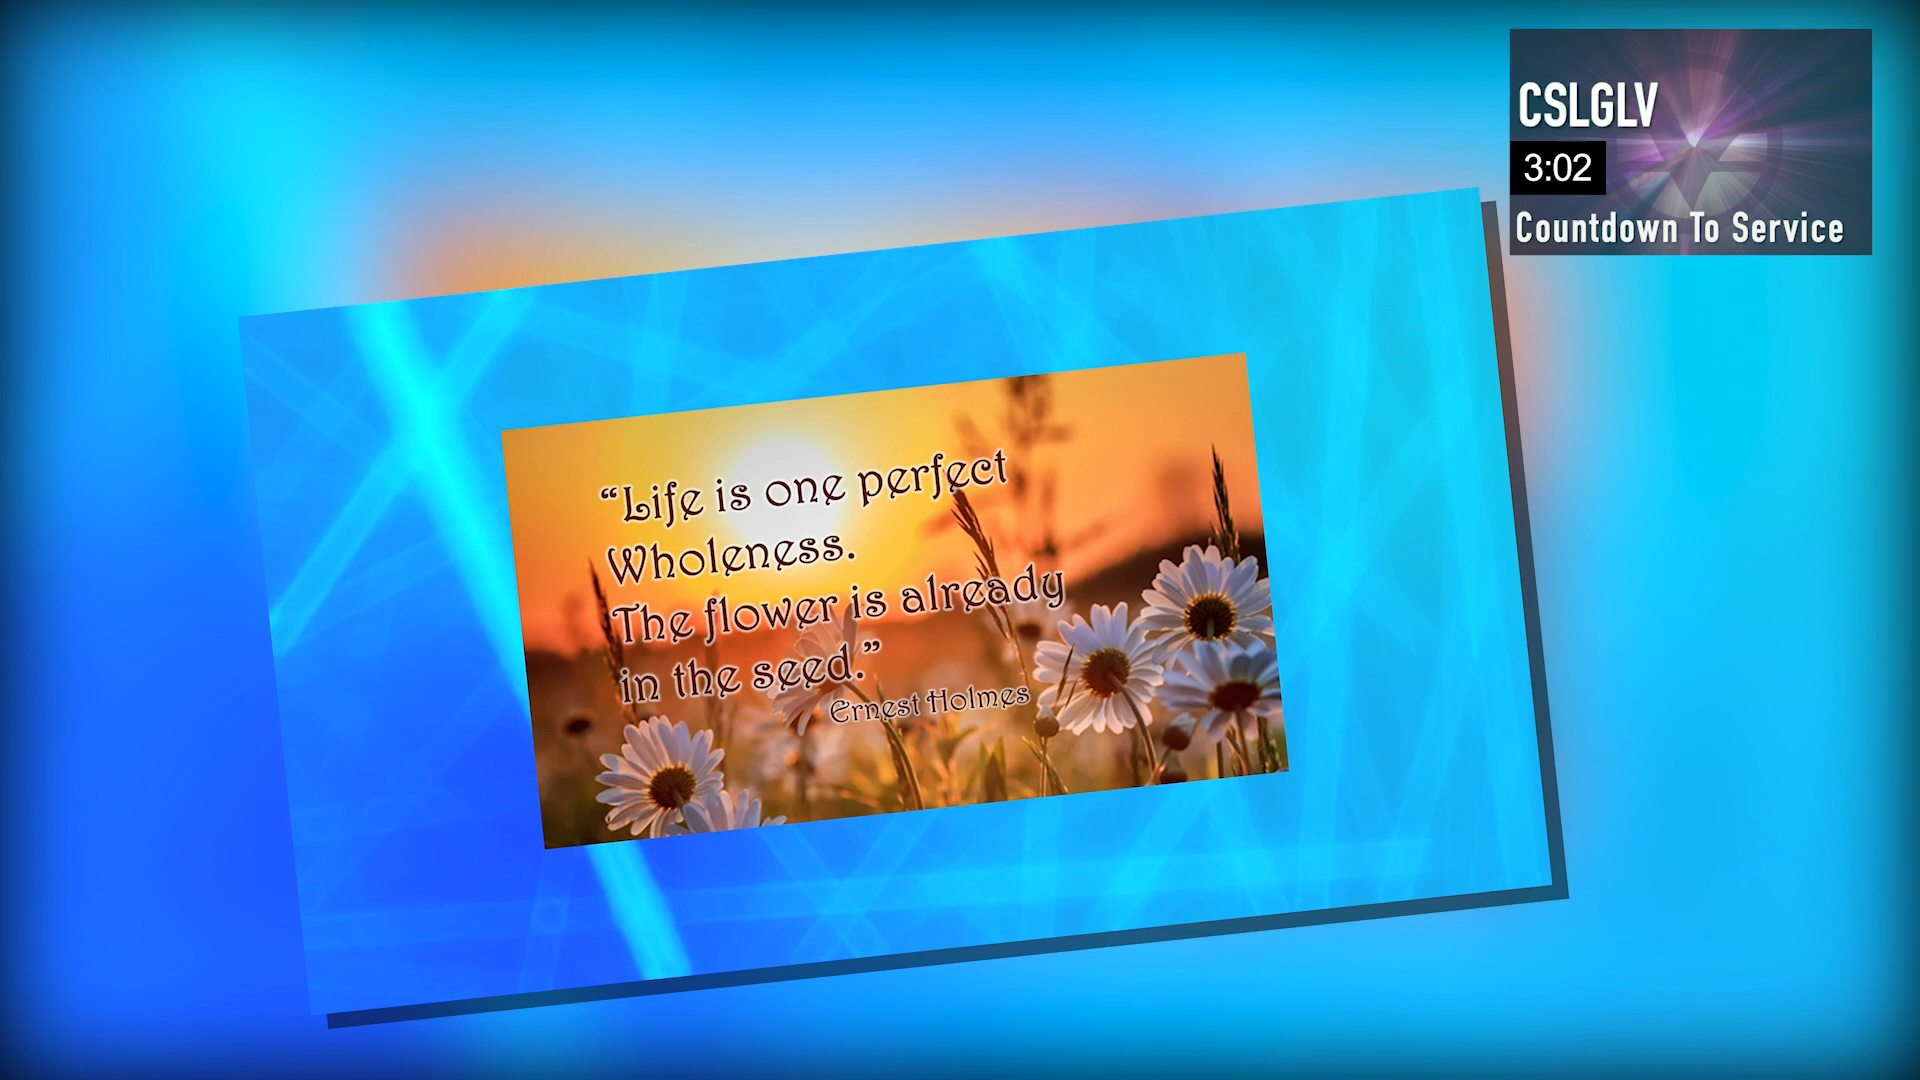 CSLGLV
3:02
Countdown To Service
“Life is one perfect
Wholeness.
The flower is already
in the seed.”
Ernest Holmes